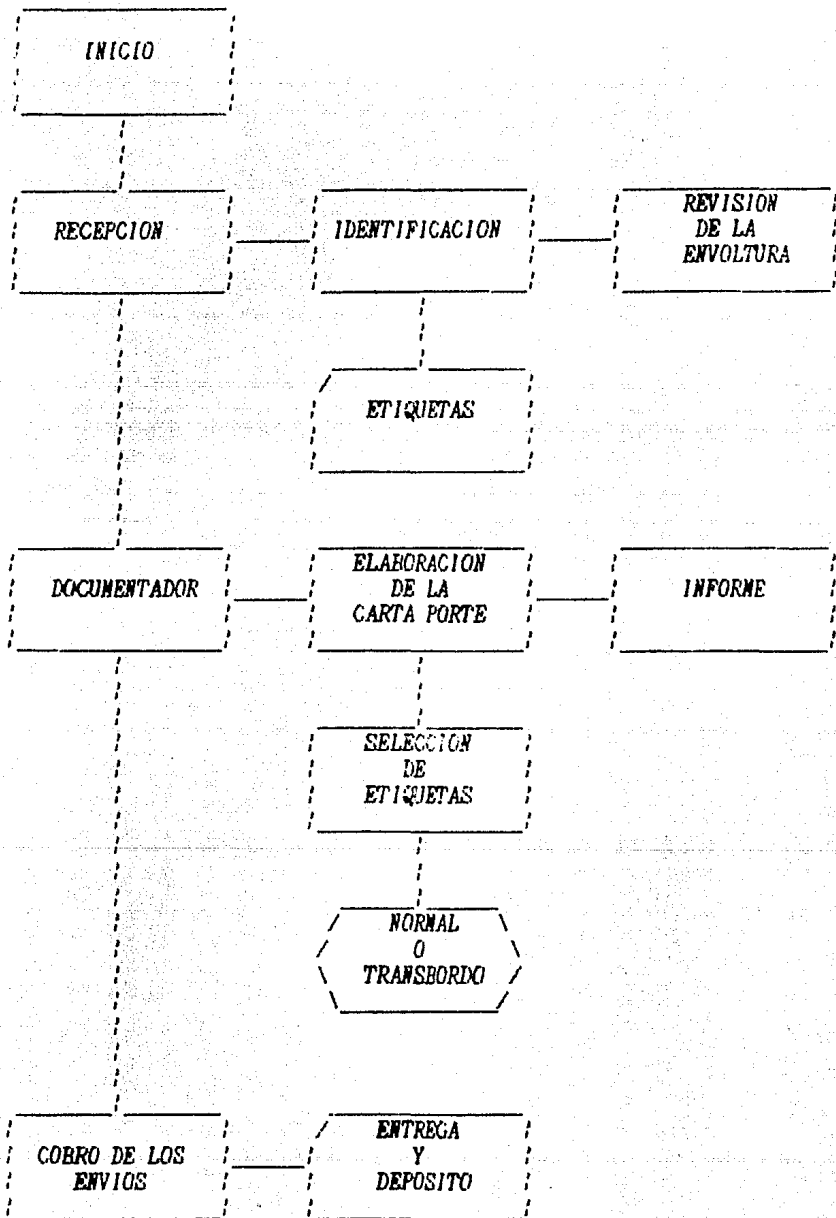 INICIO
RECEPCION
IDENTIFICACION
REVISION
DE LA
ENVOLTURA
ETIQUETAS
DOCUMENTADOR
ELABORACION
DE LA
CARTA PORTE
INFORME
SELECCION
DE
ETIQUETAS
NORMAL
O
TRANSBORDO
COBRO DE LOS
ENVIOS
ENTREGA
Y
DEPOSITO